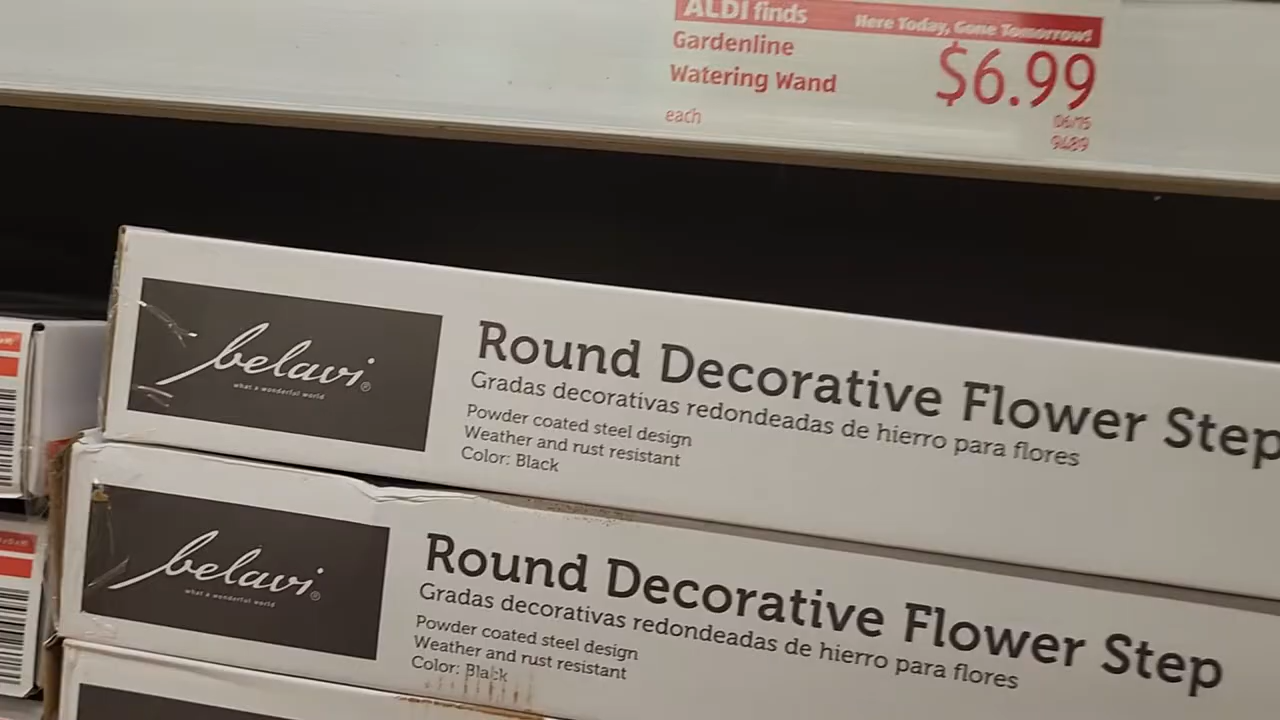 ALDI finds Here Today, Gone Tomorrow!
Gardenline
Watering Wand
$6.99
each
06/15
9489
belavi®
what a wonderful world
Round Decorative Flower Step
Gradas decorativas redondeadas de hierro para flores
Powder coated steel design
Weather and rust resistant
Color: Black
belavi®
what a wonderful world
Round Decorative Flower Step
Gradas decorativas redondeadas de hierro para flores
Powder coated steel design
Weather and rust resistant
Color: Black